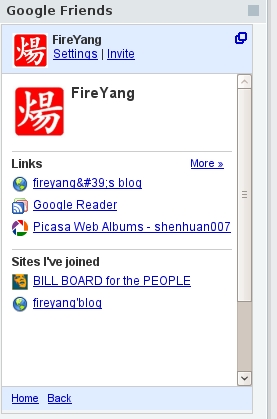 Google Friends
FireYang
Settings | Invite
煬
煬
FireYang
Links
More »
fireyang&#39;s blog
Google Reader
Picasa Web Albums - shenhuan007
Sites I've joined
BILL BOARD for the PEOPLE
fireyang'blog
Home Back